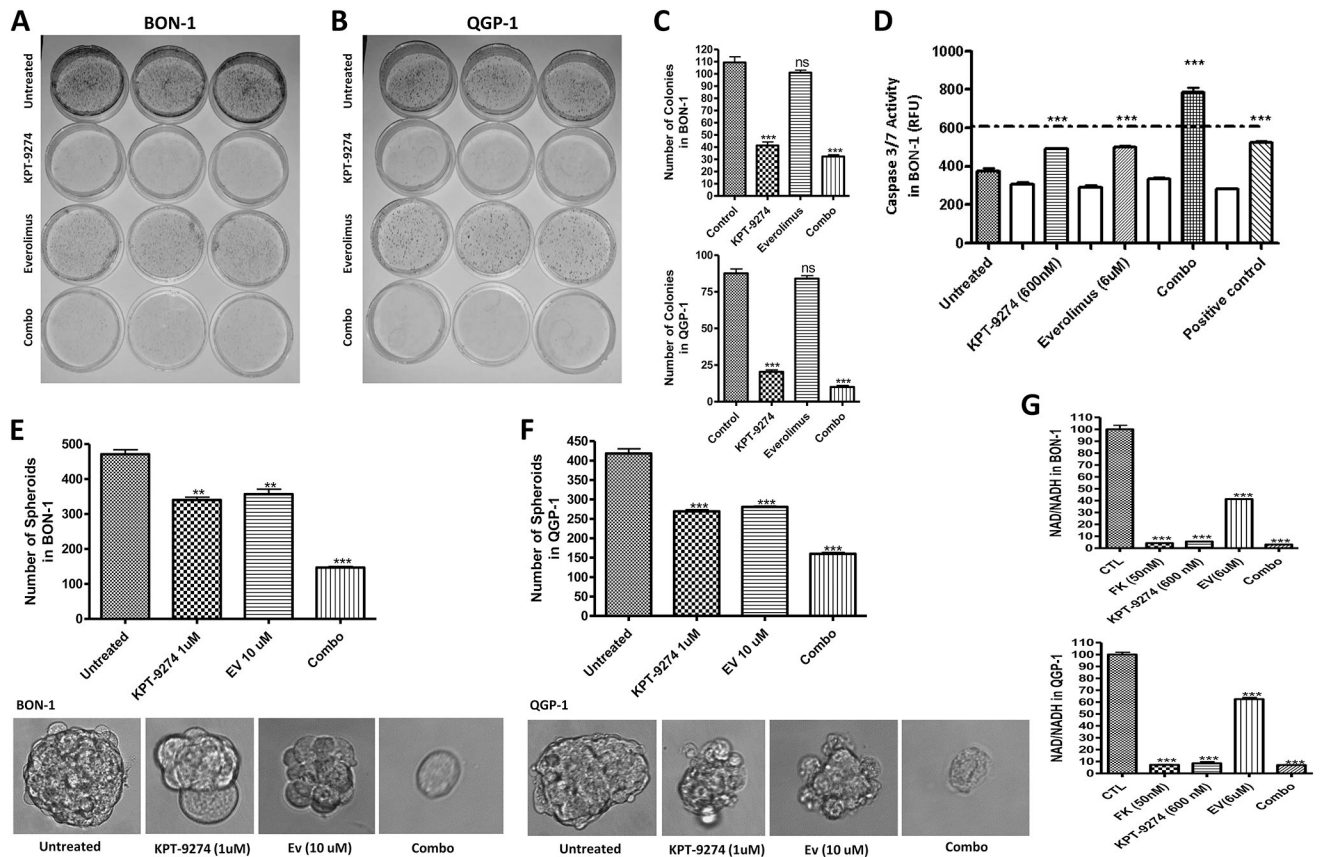 A
BON-1
Untreated
KPT-9274
Everolimus
Combo
B
QGP-1
Untreated
KPT-9274
Everolimus
Combo
C
Number of Colonies
in BON-1
120
110
100
90
80
70
60
50
40
30
20
10
0
***
ns
***
Control
KPT-9274
Everolimus
Combo
Number of Colonies
in QGP-1
100
75
50
25
0
***
ns
***
Control
KPT-9274
Everolimus
Combo
D
Caspase 3/7 Activity
in BON-1 (RFU)
1000
800
600
400
200
0
***
***
***
***
Untreated
KPT-9274 (600nM)
Everolimus (6uM)
Combo
Positive control
E
Number of Spheroids
in BON-1
500
400
300
200
100
0
**
**
***
Untreated
KPT-9274 1uM
EV 10 uM
Combo
BON-1
Untreated
KPT-9274 (1uM)
Ev (10 uM)
Combo
F
Number of Spheroids
in QGP-1
450
400
350
300
250
200
150
100
50
0
***
***
***
Untreated
KPT-9274 1uM
EV 10 uM
Combo
QGP-1
Untreated
KPT-9274 (1uM)
Ev (10 uM)
Combo
G
NAD/NADH in BON-1
110
100
90
80
70
60
50
40
30
20
10
0
***
***
***
***
CTL
FK (50nM)
KPT-9274 (600 nM)
EV(6uM)
Combo
NAD/NADH in QGP-1
110
100
90
80
70
60
50
40
30
20
10
0
***
***
***
***
CTL
FK (50nM)
KPT-9274 (600 nM)
EV(6uM)
Combo